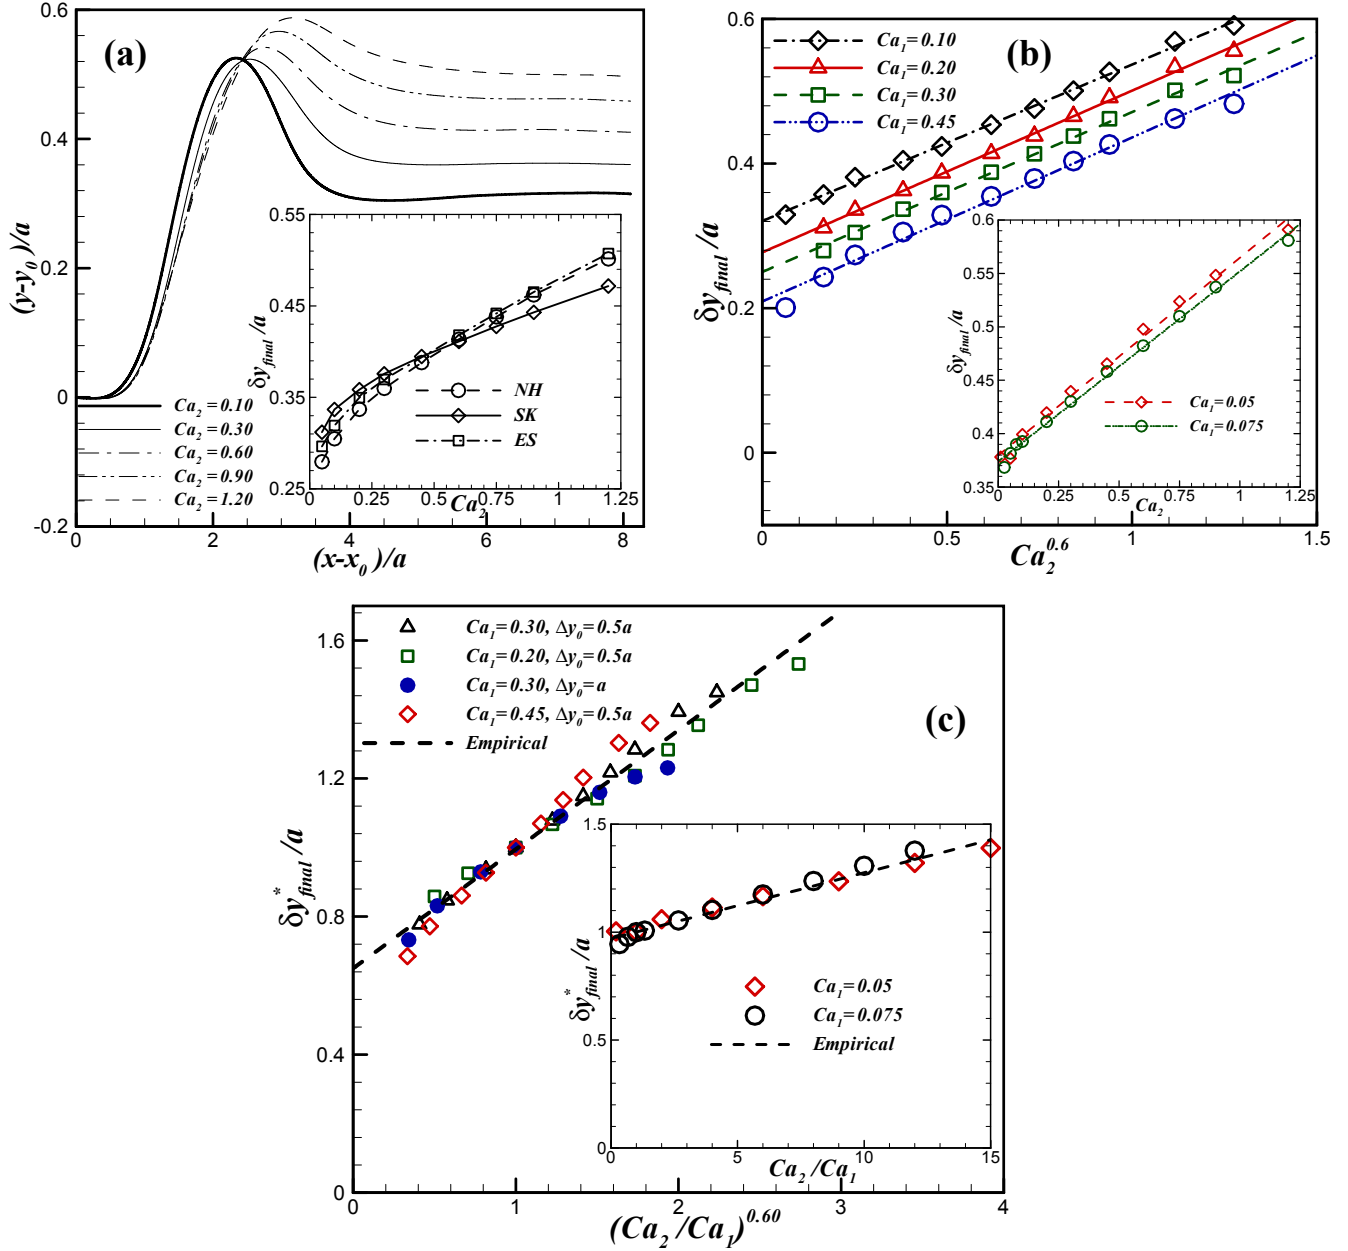 (a)
0.6
0.4
0.2
0
-0.2
(y-y0)/a
0 2 4 6 8
(x-x0)/a
Ca2=0.10
Ca2=0.30
Ca2=0.60
Ca2=0.90
Ca2=1.20
0.55
0.45
0.35
0.25
δyfinal/a
0 0.25 0.5 0.75 1 1.25
Ca2
NH
SK
ES
(b)
0.6
0.4
0.2
0
δyfinal/a
0 0.5 1 1.5
Ca2^0.6
Ca1=0.10
Ca1=0.20
Ca1=0.30
Ca1=0.45
0.6
0.55
0.5
0.45
0.4
0.35
δyfinal/a
0 0.25 0.5 0.75 1 1.25
Ca2
Ca1=0.05
Ca1=0.075
(c)
1.6
1.2
0.8
0.4
0
δy*final/a
0 1 2 3 4
(Ca2/Ca1)^0.60
Ca1=0.30, Δy0=0.5a
Ca1=0.20, Δy0=0.5a
Ca1=0.30, Δy0=a
Ca1=0.45, Δy0=0.5a
Empirical
1.5
1
0.5
0
δy*final/a
0 5 10 15
Ca2/Ca1
Ca1=0.05
Ca1=0.075
Empirical